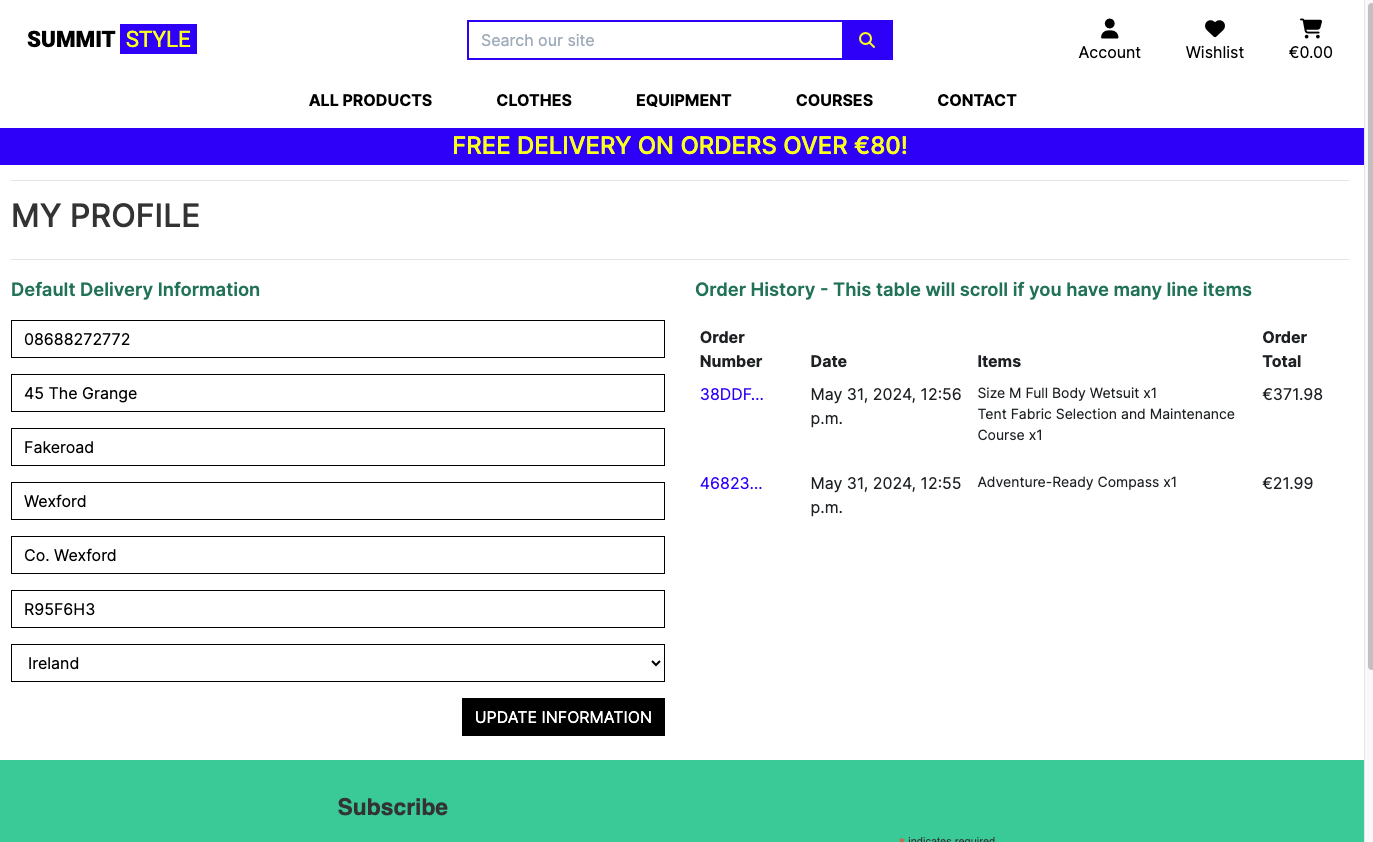 SUMMIT STYLE
Search our site
Account
Wishlist
€0.00
ALL PRODUCTS
CLOTHES
EQUIPMENT
COURSES
CONTACT
FREE DELIVERY ON ORDERS OVER €80!
MY PROFILE
Default Delivery Information
08688272772
45 The Grange
Fakeroad
Wexford
Co. Wexford
R95F6H3
Ireland
UPDATE INFORMATION
Order History - This table will scroll if you have many line items
Order
Number
Date
Items
Order
Total
38DDF...
May 31, 2024, 12:56
p.m.
Size M Full Body Wetsuit x1
Tent Fabric Selection and Maintenance
Course x1
€371.98
46823...
May 31, 2024, 12:55
p.m.
Adventure-Ready Compass x1
€21.99
Subscribe
* indicates required